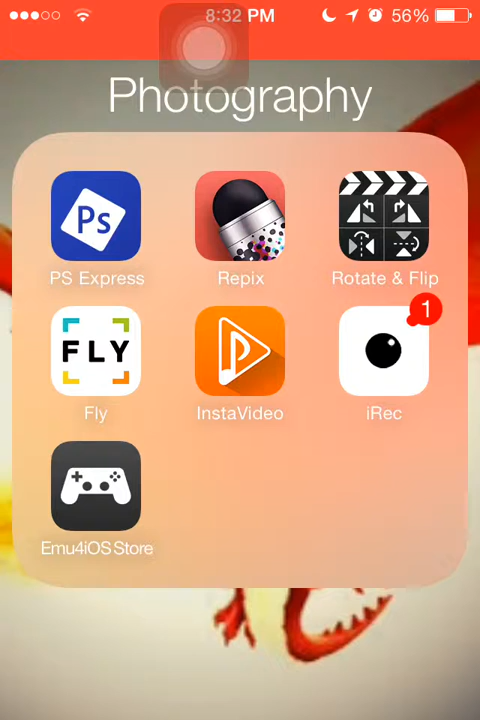 8:32 PM 56%
Photography
Ps
PS Express Repix Rotate & Flip
FLY
1
Fly InstaVideo iRec
Emu4iOS Store